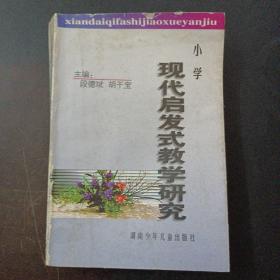 xiandaiqifashijiaoxueyanjiu
小学
现代启发式教学研究
主编：
段德斌 胡于宝
湖南少年儿童出版社